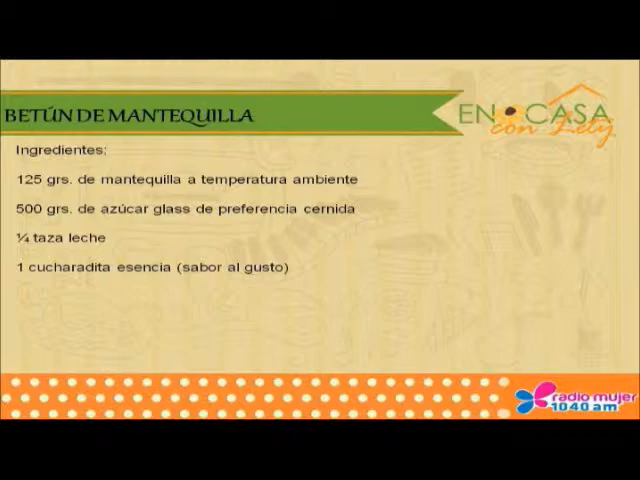 BETÚN DE MANTEQUILLA
EN CASA
con Lety
Ingredientes:
125 grs. de mantequilla a temperatura ambiente
500 grs. de azúcar glass de preferencia cernida
¼ taza leche
1 cucharadita esencia (sabor al gusto)
radio mujer
1040 am